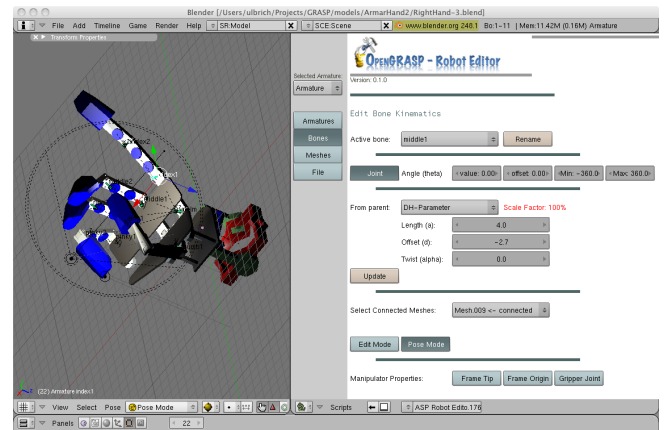 Blender [/Users/ulbrich/Projects/GRASP/models/ArmarHand2/RightHand-3.blend]
File Add Timeline Game Render Help SR:Model X SCE:Scene X www.blender.org 248.1 Bo:1-11 | Mem:11.42M (0.16M) Armature
Transform Properties
OpenGRASP - Robot Editor
Version: 0.1.0
Selected Armature:
Armature
Edit Bone Kinematics
Armatures
Bones
Meshes
File
Active bone: middle1 Rename
Joint Angle (theta) value: 0.00 offset: 0.00 Min: -360.0 Max: 360.0
From parent: DH-Parameter Scale Factor: 100%
Length (a): 4.0
Offset (d): -2.7
Twist (alpha): 0.0
Update
Select Connected Meshes: Mesh.009 <- connected
Edit Mode Pose Mode
Manipulator Properties: Frame Tip Frame Origin Gripper Joint
index2
index1
middle1
(22) Armature index1
View Select Pose Pose Mode Scripts ASP Robot Edito.176
Panels 22